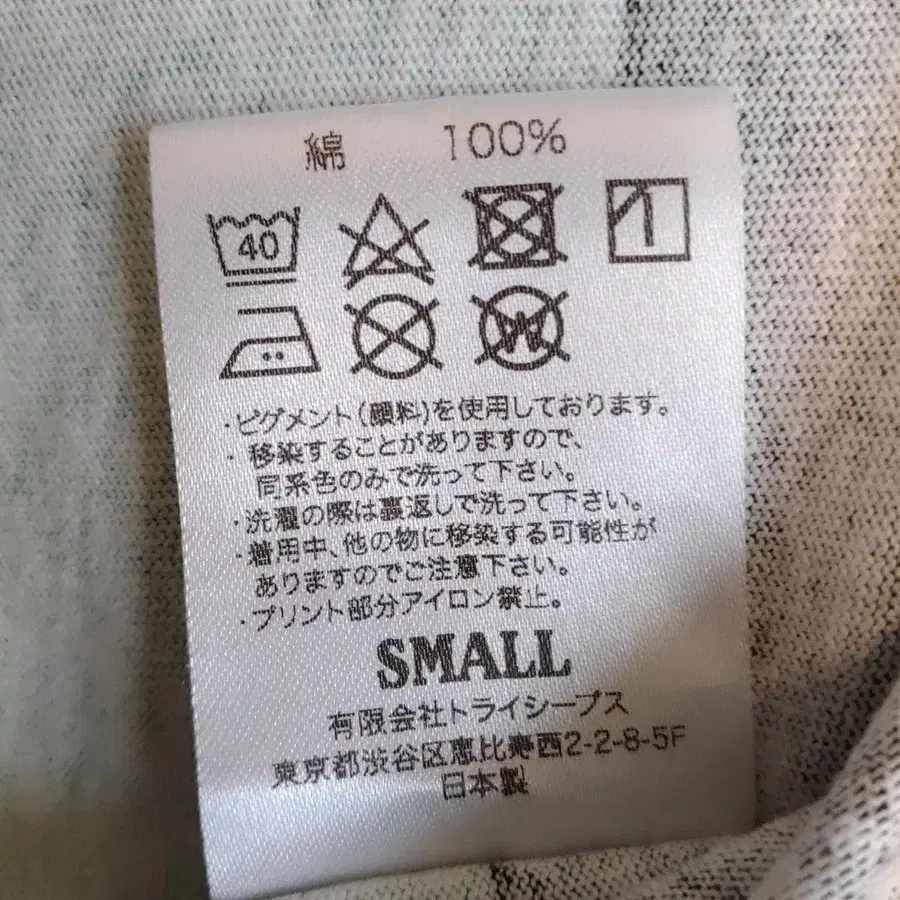 綿 100%
40
W
・ピグメント(顔料)を使用しております。
・移染することがありますので、
同系色のみで洗って下さい。
・洗濯の際は裏返しで洗って下さい。
・着用中、他の物に移染する可能性が
ありますのでご注意下さい。
・プリント部分アイロン禁止。
SMALL
有限会社トライシープス
東京都渋谷区恵比寿西2-2-8-5F
日本製